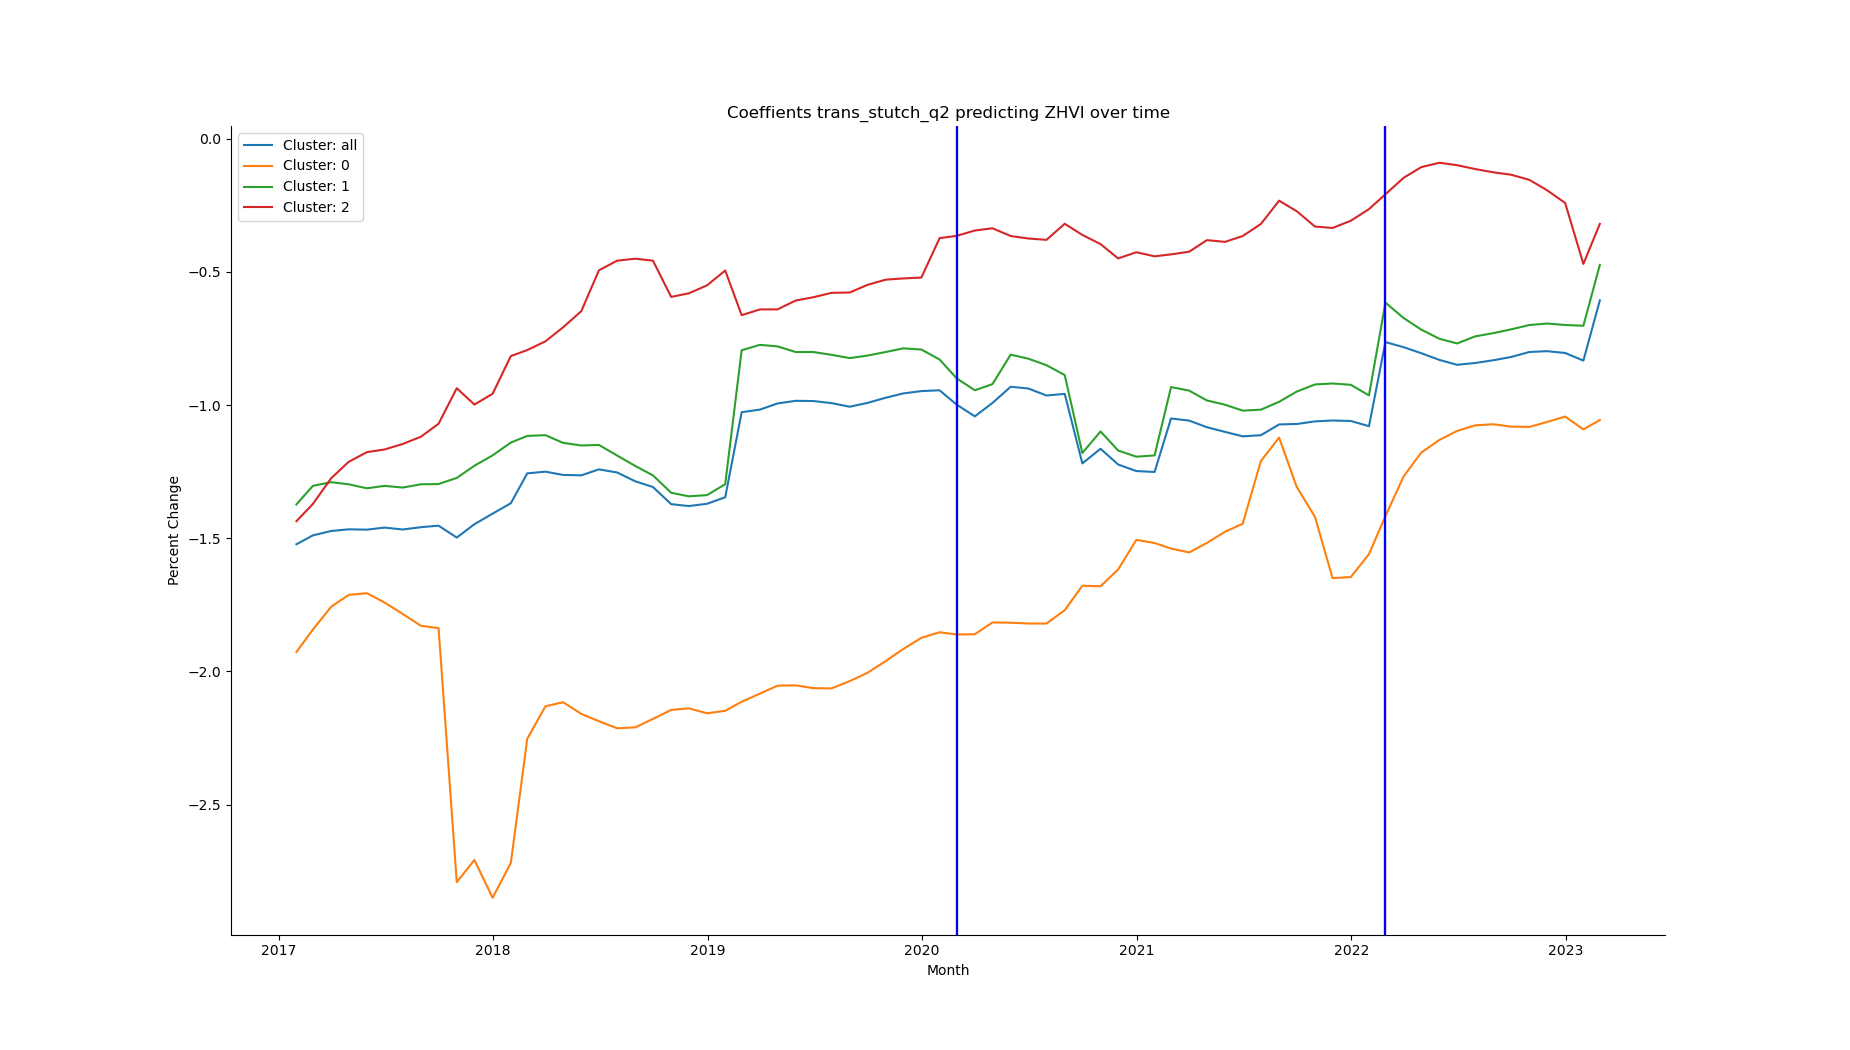 Coeffients trans_stutch_q2 predicting ZHVI over time
Cluster: all
Cluster: 0
Cluster: 1
Cluster: 2
0.0
−0.5
−1.0
−1.5
−2.0
−2.5
Percent Change
2017 2018 2019 2020 2021 2022 2023
Month